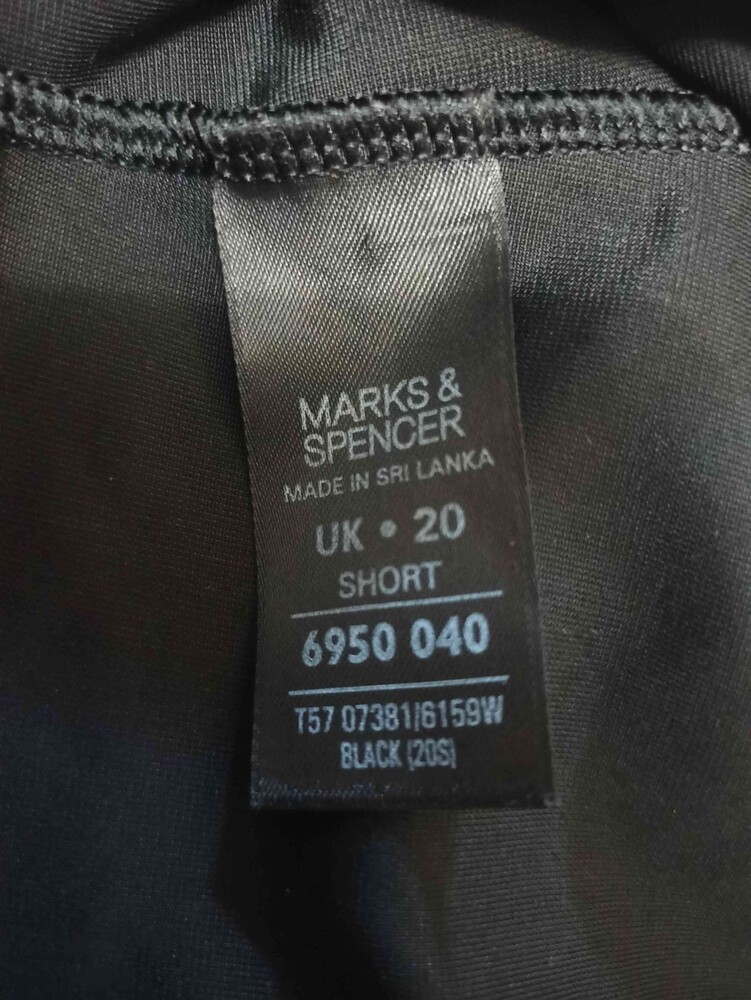 MARKS &
SPENCER
MADE IN SRI LANKA
UK • 20
SHORT
6950 040
T57 07381/6159W
BLACK (20S)